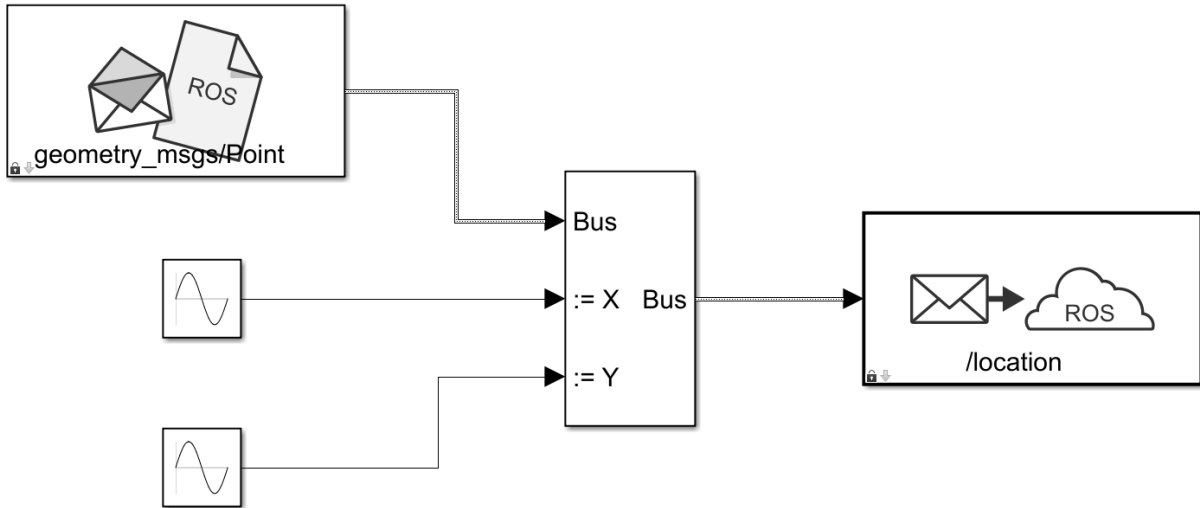 ROS
geometry_msgs/Point
Bus
:= X
Bus
:= Y
ROS
/location